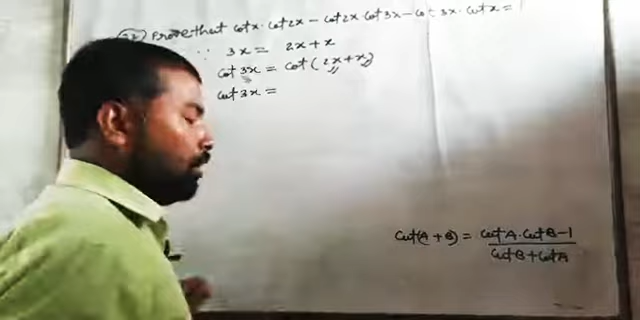 Prove that cot x · cot 2x - cot 2x cot 3x - cot 3x · cot x = 1
∵ 3x = 2x + x
cot 3x = cot (2x + x)
cot 3x =
cot(A + B) = cot A . cot B - 1
cot B + cot A